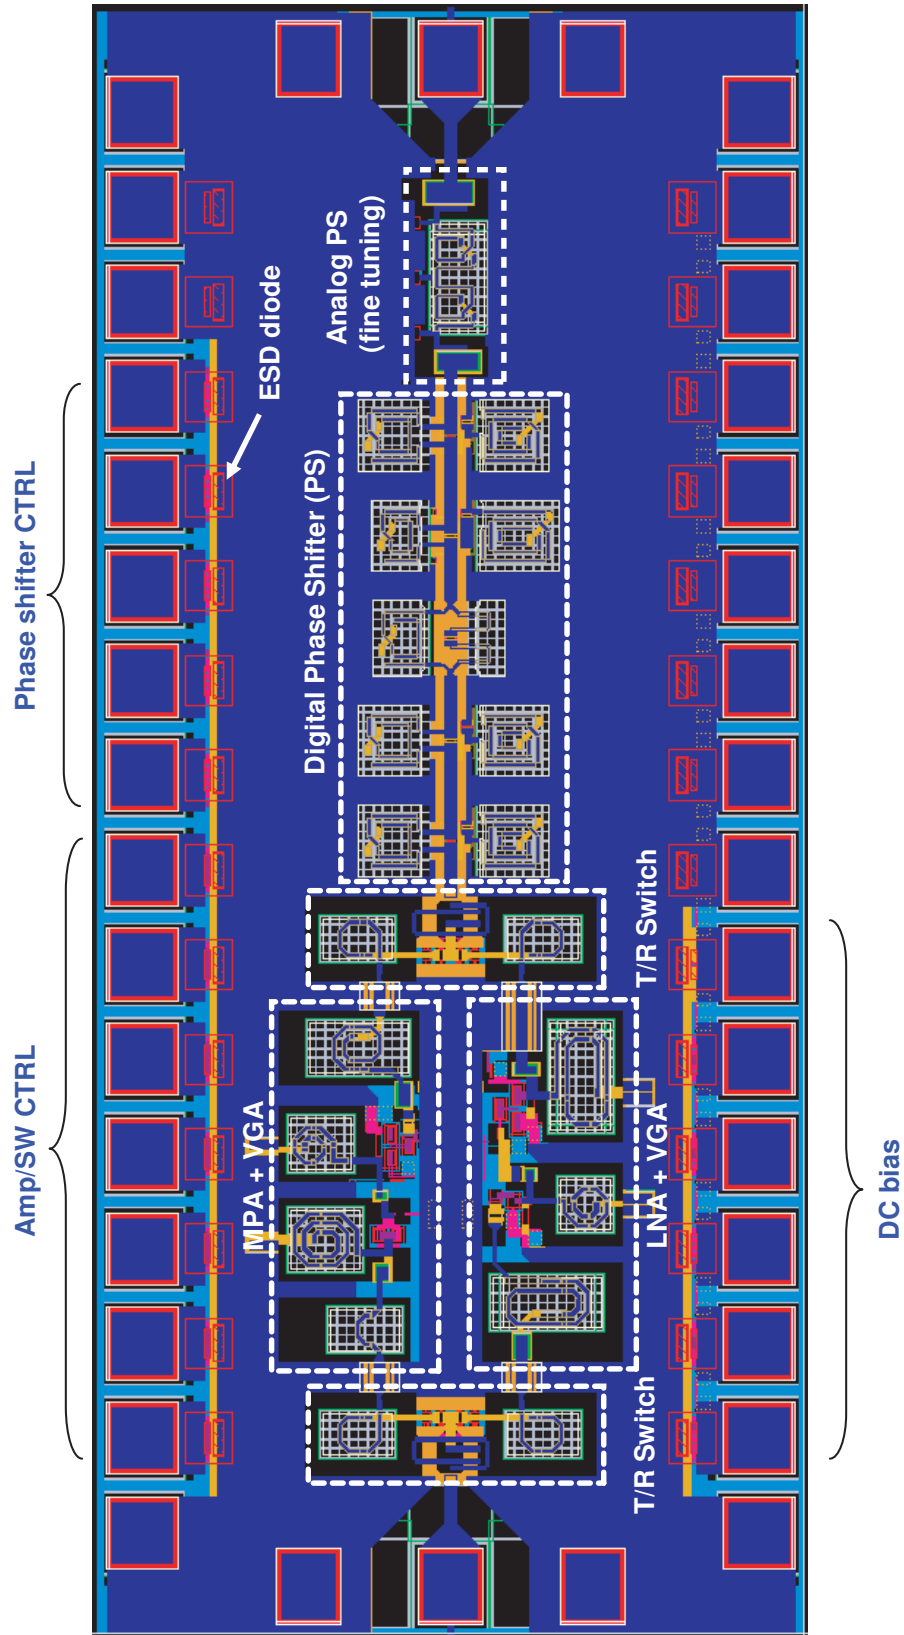 Phase shifter CTRL
Amp/SW CTRL
ESD diode
Analog PS
(fine tuning)
Digital Phase Shifter (PS)
MPA + VGA
T/R Switch
LNA + VGA
T/R Switch
DC bias